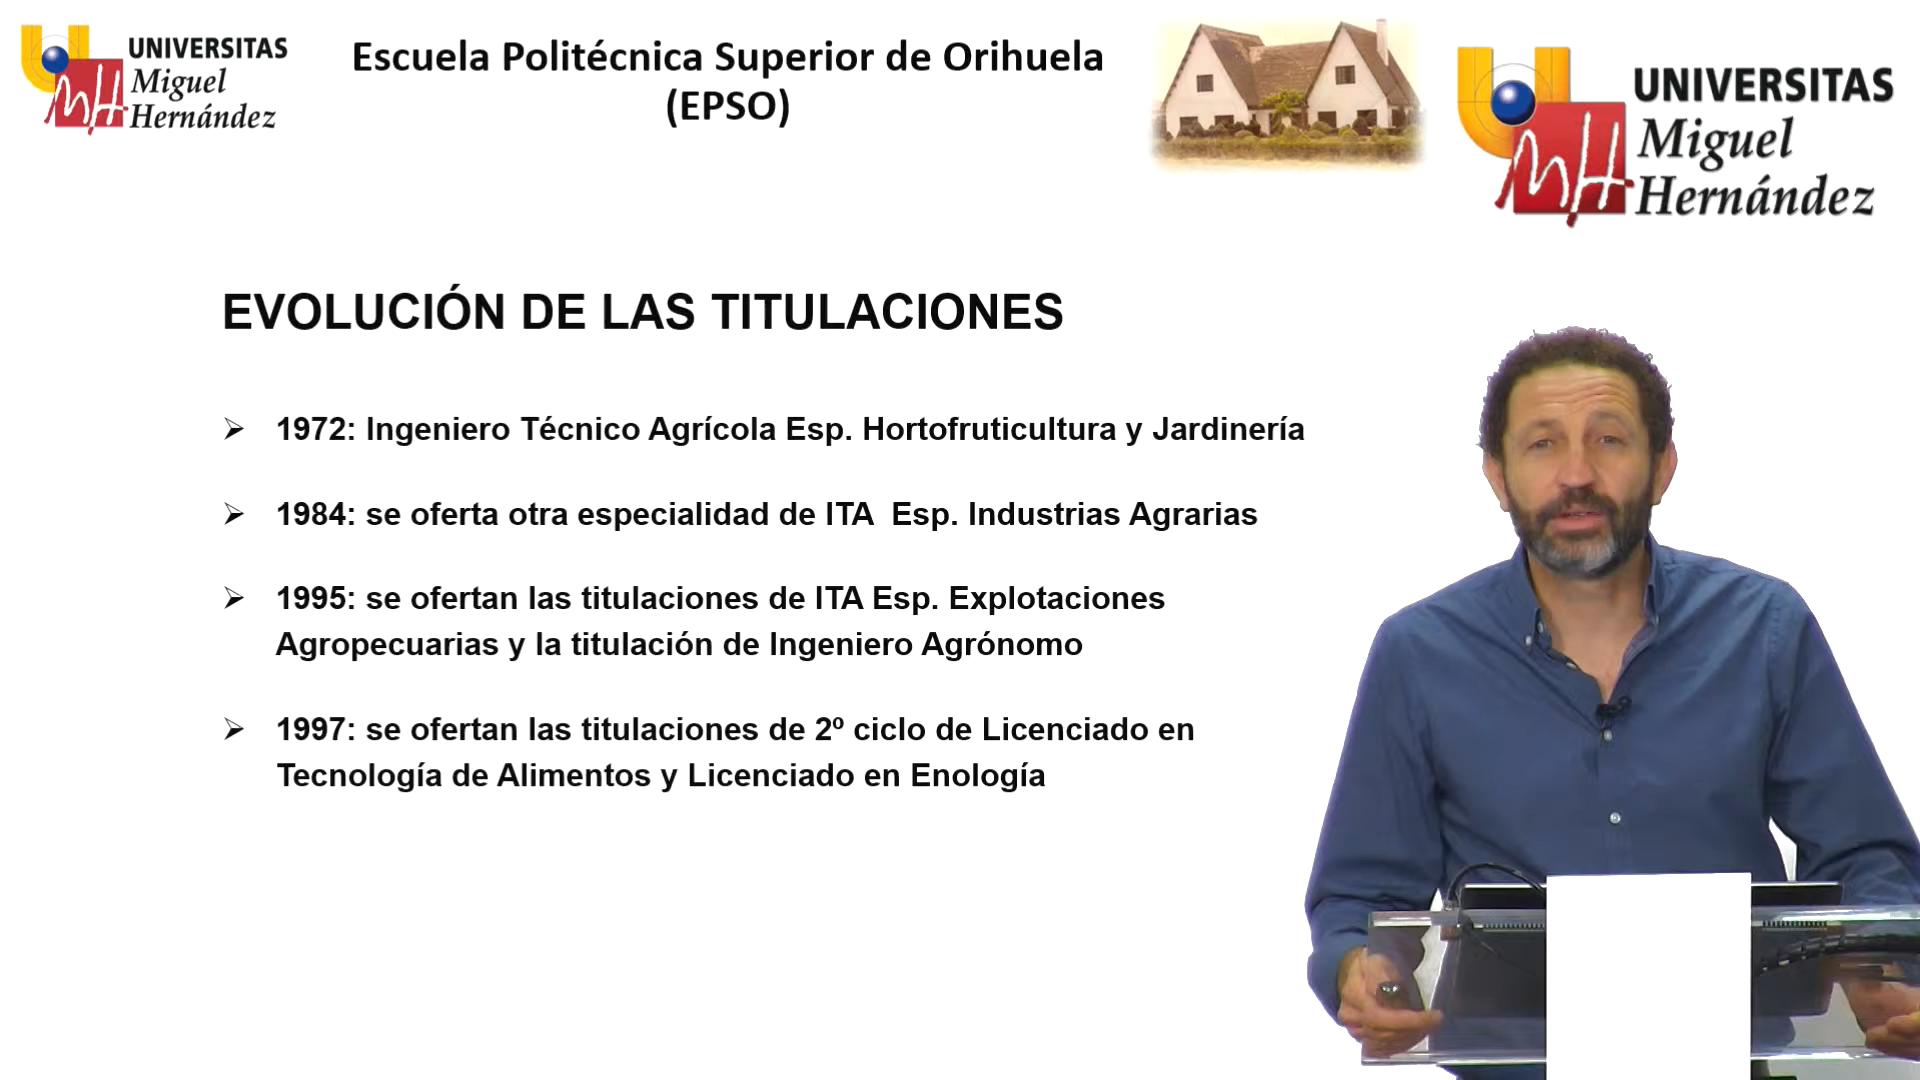 UNIVERSITAS
Miguel
Hernández
Escuela Politécnica Superior de Orihuela
(EPSO)
UNIVERSITAS
Miguel
Hernández
EVOLUCIÓN DE LAS TITULACIONES
➢ 1972: Ingeniero Técnico Agrícola Esp. Hortofruticultura y Jardinería
➢ 1984: se oferta otra especialidad de ITA  Esp. Industrias Agrarias
➢ 1995: se ofertan las titulaciones de ITA Esp. Explotaciones
Agropecuarias y la titulación de Ingeniero Agrónomo
➢ 1997: se ofertan las titulaciones de 2º ciclo de Licenciado en
Tecnología de Alimentos y Licenciado en Enología